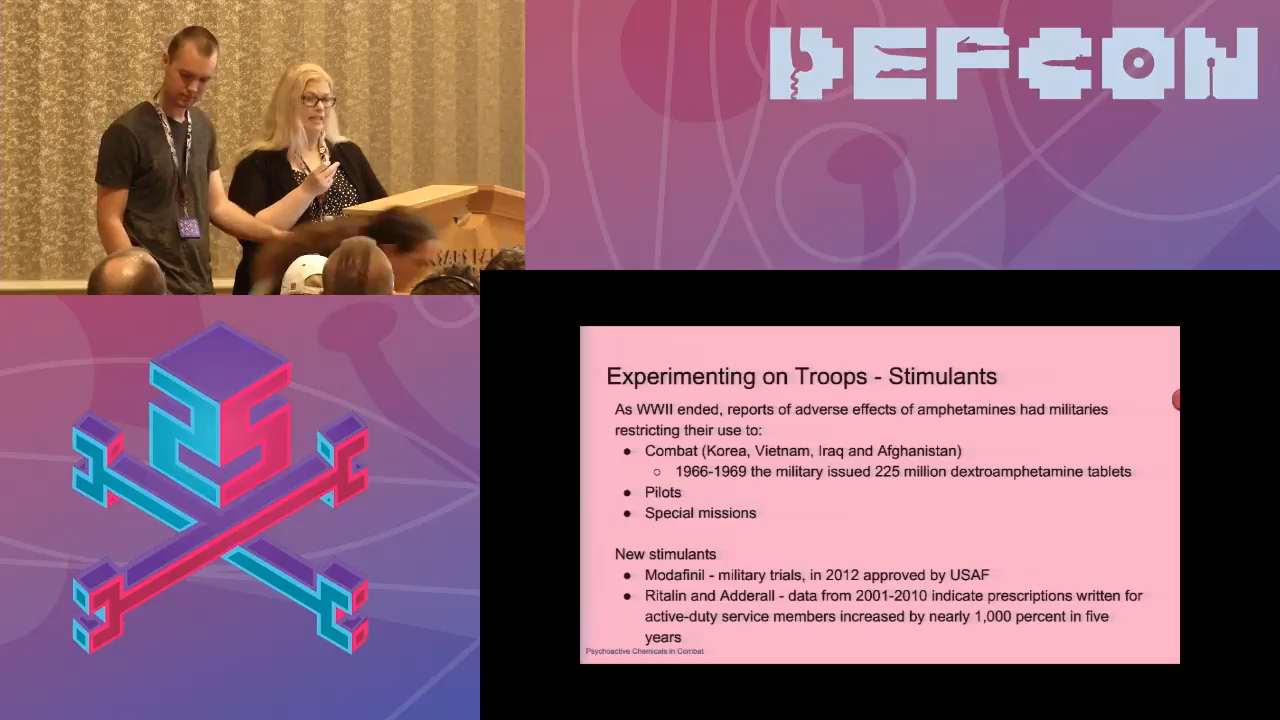 DEFCON
Experimenting on Troops - Stimulants
As WWII ended, reports of adverse effects of amphetamines had militaries
restricting their use to:
● Combat (Korea, Vietnam, Iraq and Afghanistan)
○ 1966-1969 the military issued 225 million dextroamphetamine tablets
● Pilots
● Special missions
New stimulants
● Modafinil - military trials, in 2012 approved by USAF
● Ritalin and Adderall - data from 2001-2010 indicate prescriptions written for
active-duty service members increased by nearly 1,000 percent in five
years
Psychoactive Chemicals in Combat